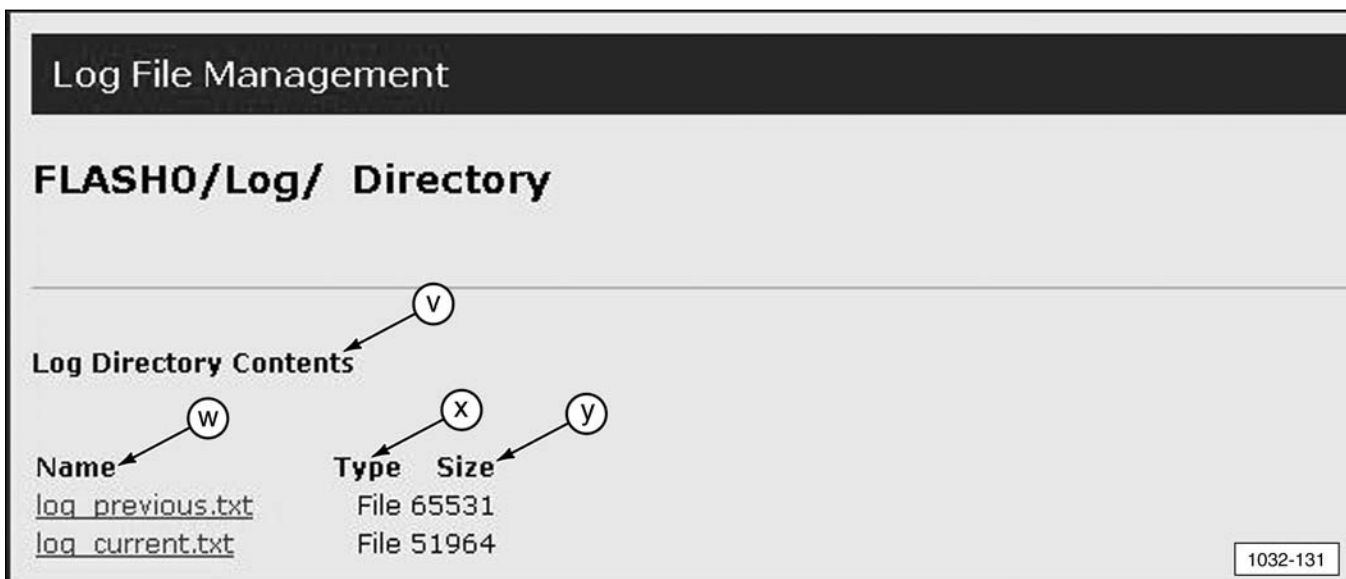 Log File Management
FLASH0/Log/ Directory
v
Log Directory Contents
w x y
Name Type Size
log_previous.txt File 65531
log_current.txt File 51964
1032-131